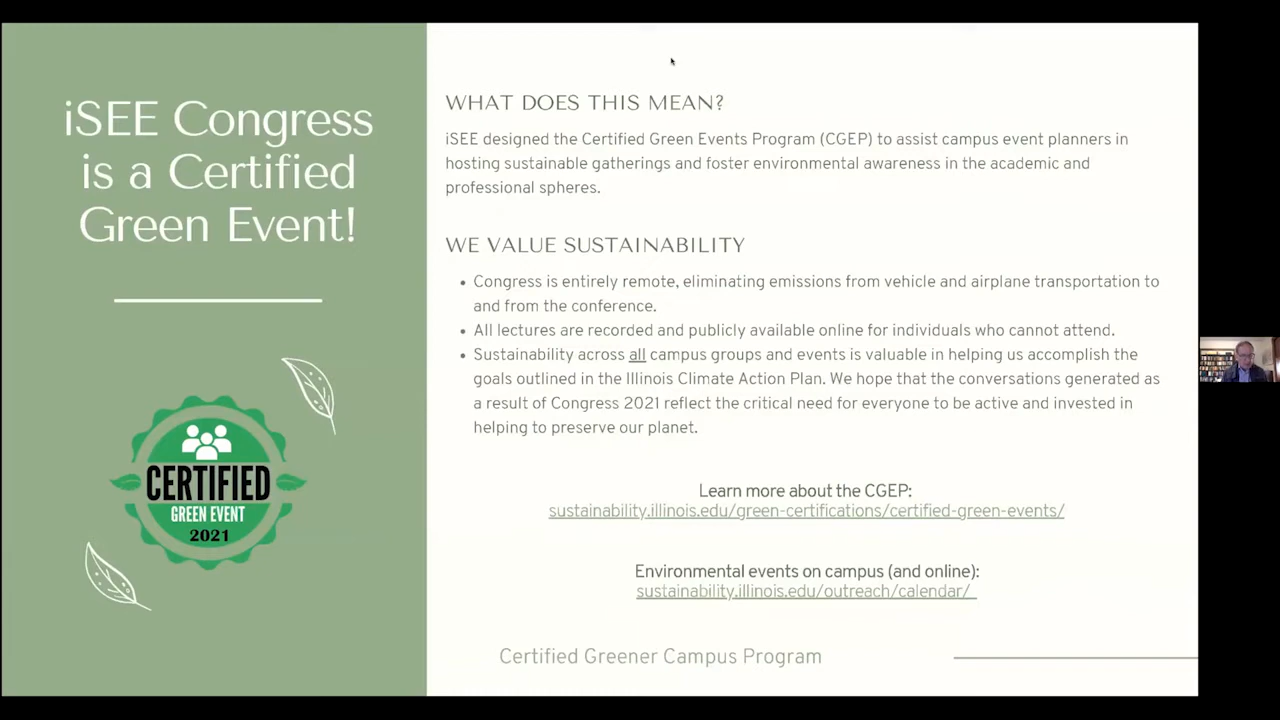 iSEE Congress
is a Certified
Green Event!
CERTIFIED
GREEN EVENT
2021
WHAT DOES THIS MEAN?
iSEE designed the Certified Green Events Program (CGEP) to assist campus event planners in
hosting sustainable gatherings and foster environmental awareness in the academic and
professional spheres.
WE VALUE SUSTAINABILITY
• Congress is entirely remote, eliminating emissions from vehicle and airplane transportation to
and from the conference.
• All lectures are recorded and publicly available online for individuals who cannot attend.
• Sustainability across all campus groups and events is valuable in helping us accomplish the
goals outlined in the Illinois Climate Action Plan. We hope that the conversations generated as
a result of Congress 2021 reflect the critical need for everyone to be active and invested in
helping to preserve our planet.
Learn more about the CGEP:
sustainability.illinois.edu/green-certifications/certified-green-events/
Environmental events on campus (and online):
sustainability.illinois.edu/outreach/calendar/
Certified Greener Campus Program